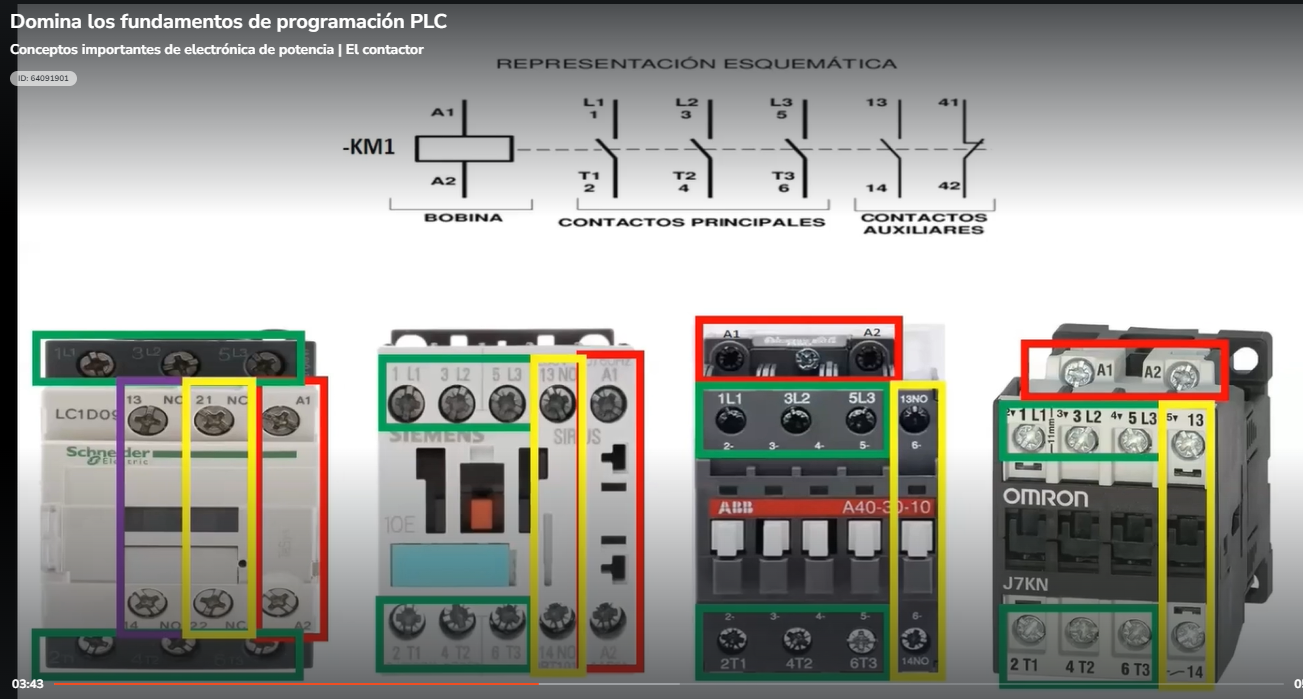 Domina los fundamentos de programación PLC
Conceptos importantes de electrónica de potencia | El contactor
ID: 64091901
REPRESENTACIÓN ESQUEMÁTICA
A1 L1 L2 L3 13 41
1 3 5
-KM1
A2 T1 T2 T3
2 4 6 14 42
BOBINA CONTACTOS PRINCIPALES CONTACTOS
AUXILIARES
1L1 3L2 5L3
13 NO 21 NC A1
LC1D09
Schneider
Electric
14 NO 22 NC A2
1 L1 3 L2 5 L3 13 NO A1
SIEMENS SIRIUS
10E
2 T1 4 T2 6 T3 14 NO A2
A1 A2
1L1 3L2 5L3 13NO
2- 3- 4- 5- 6-
ABB A40-30-10
2- 3- 4- 5- 6-
2T1 4T2 6T3 14NO
A1 A2
1 L1 3▾ 3 L2 4▾ 5 L3 5▾ 13
11mm
OMRON
J7KN
2 T1 4 T2 6 T3 14
03:43